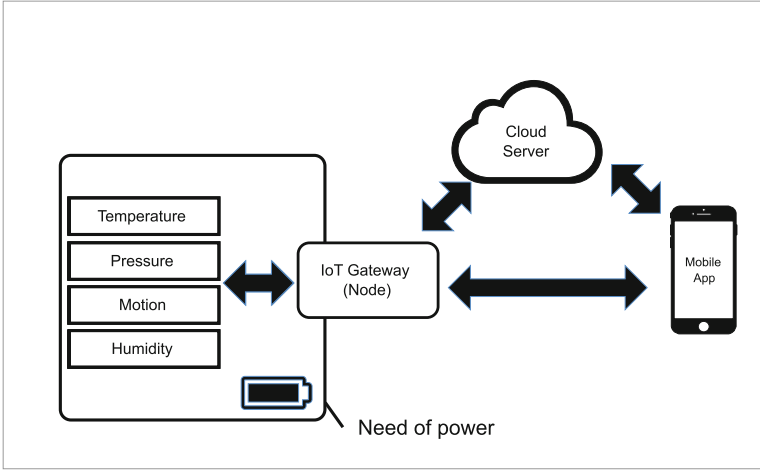 Cloud
Server
Temperature
Pressure
Motion
Humidity
IoT Gateway
(Node)
Mobile
App
Need of power